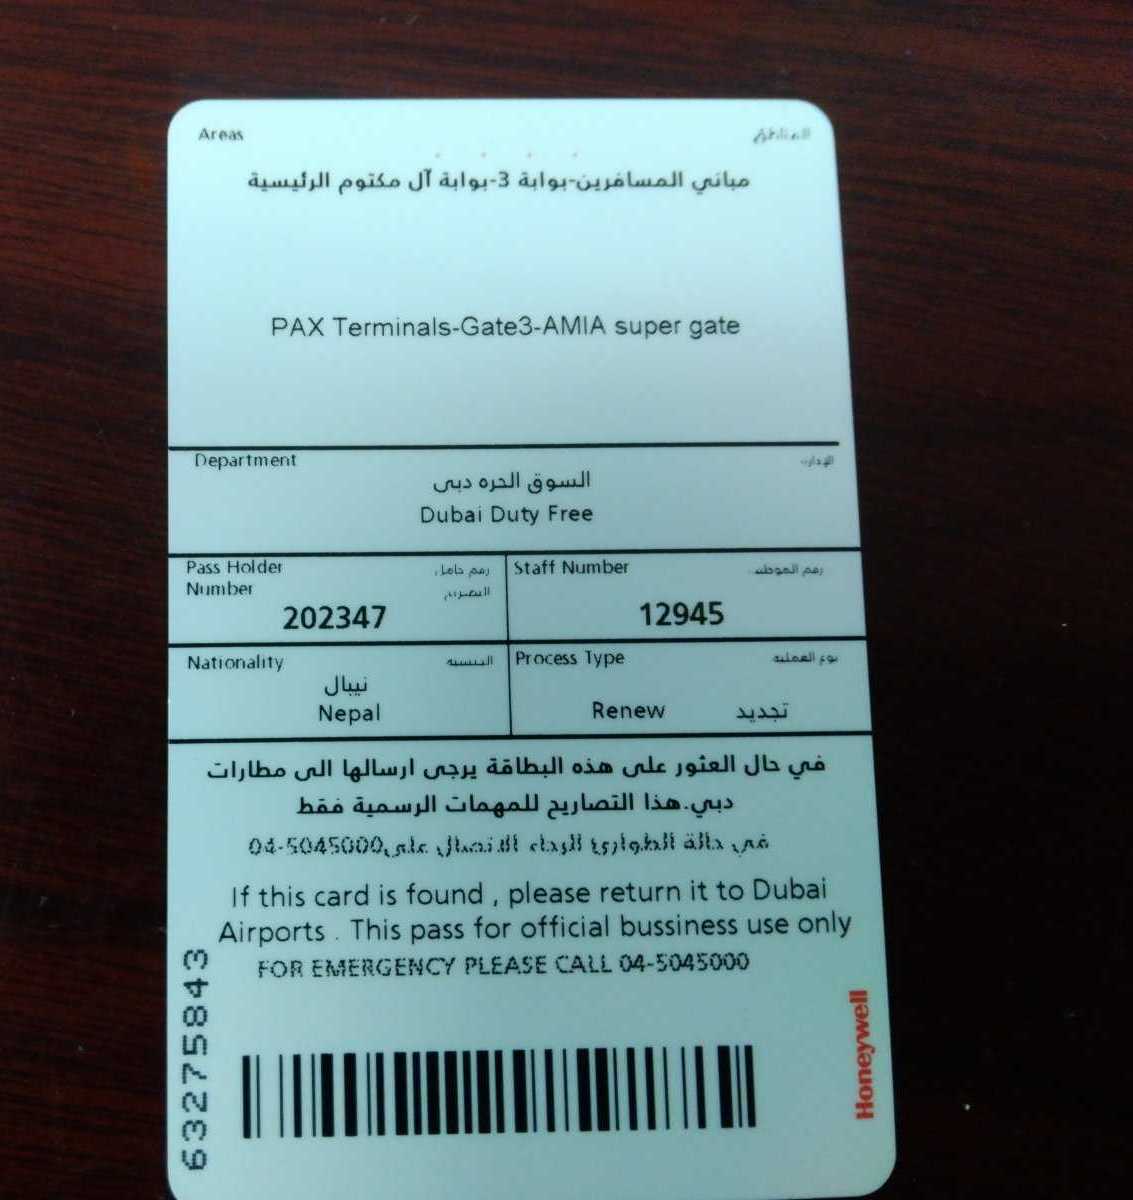 Areas المناطق
مباني المسافرين-بوابة 3-بوابة آل مكتوم الرئيسية
PAX Terminals-Gate3-AMIA super gate
Department الإدارة
السوق الحره دبى
Dubai Duty Free
Pass Holder Number رقم حامل التصريح
202347
Staff Number رقم الموظف
12945
Nationality الجنسية
نيبال
Nepal
Process Type نوع العملية
Renew تجديد
في حال العثور على هذه البطاقة يرجى ارسالها الى مطارات
دبي.هذا التصاريح للمهمات الرسمية فقط
في حالة الطوارئ الرجاء الاتصال على 04-5045000
If this card is found , please return it to Dubai
Airports . This pass for official bussiness use only
FOR EMERGENCY PLEASE CALL 04-5045000
63275843
Honeywell